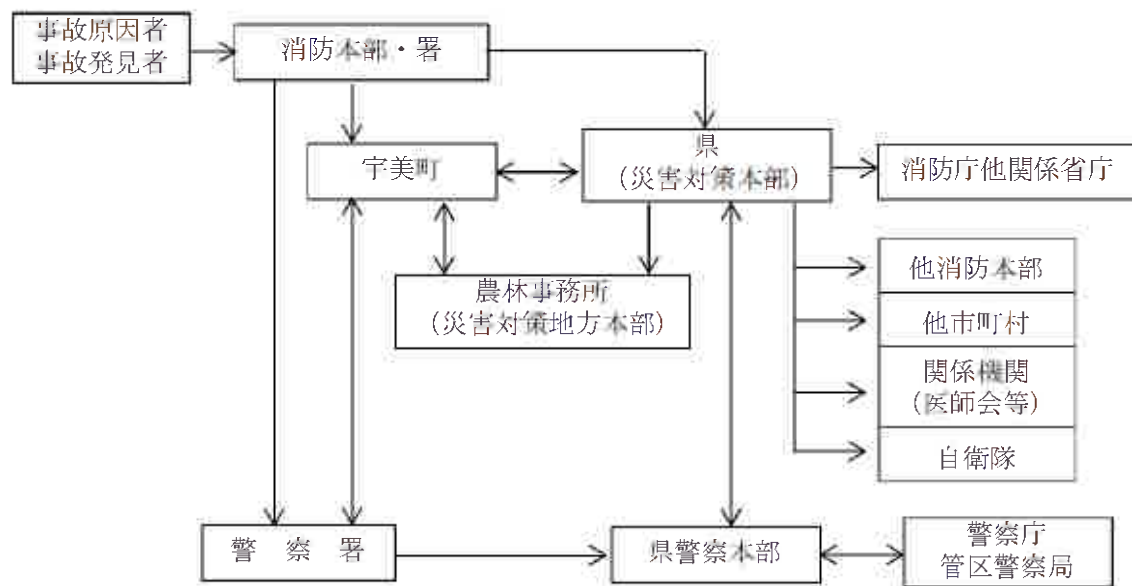 事故原因者
事故発見者
消防本部・署
宇美町
県
(災害対策本部)
消防庁他関係省庁
農林事務所
(災害対策地方本部)
他消防本部
他市町村
関係機関
(医師会等)
自衛隊
警　察　署
県警察本部
警察庁
管区警察局